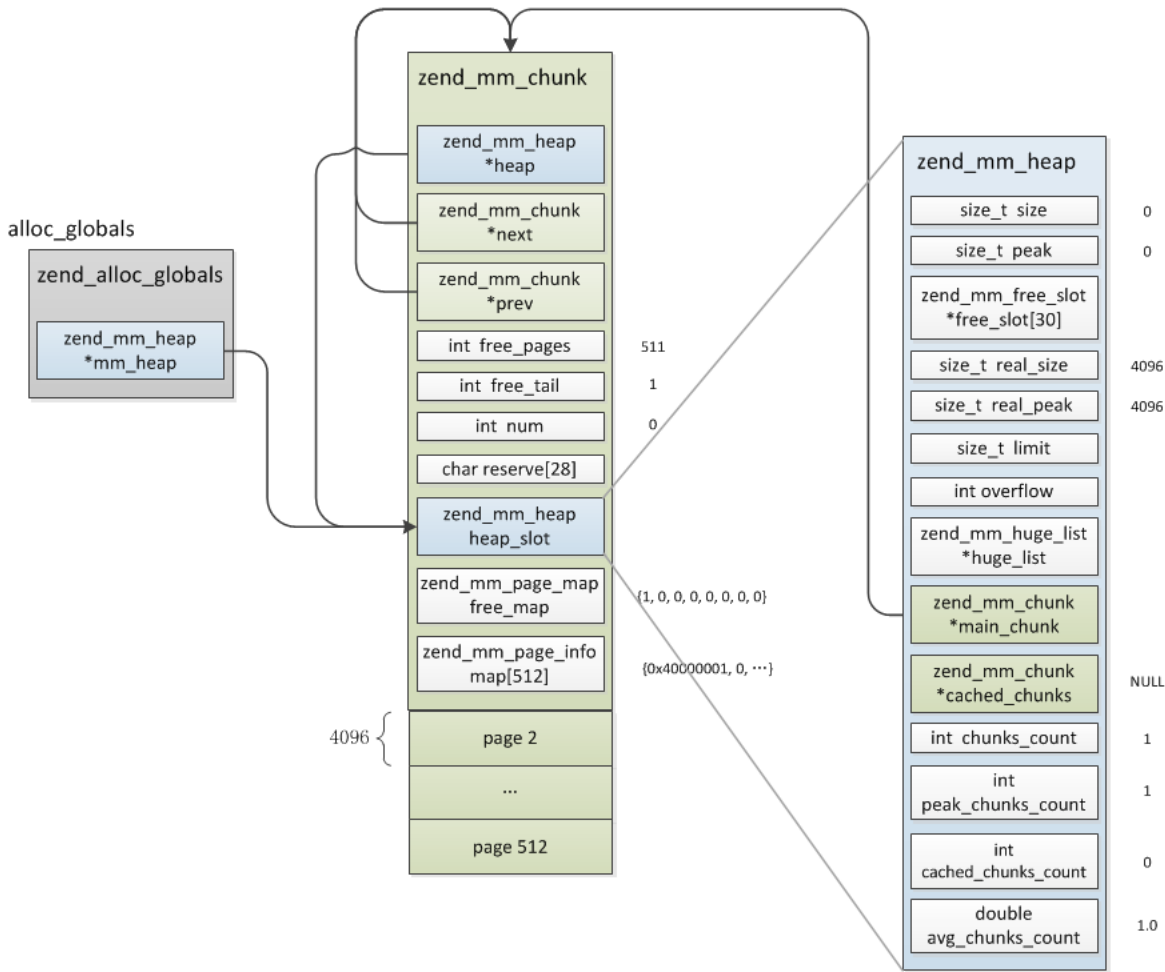 alloc_globals
zend_alloc_globals
zend_mm_heap
*mm_heap
zend_mm_chunk
zend_mm_heap
*heap
zend_mm_chunk
*next
zend_mm_chunk
*prev
int free_pages
511
int free_tail
1
int num
0
char reserve[28]
zend_mm_heap
heap_slot
zend_mm_page_map
free_map
{1, 0, 0, 0, 0, 0, 0, 0}
zend_mm_page_info
map[512]
{0x40000001, 0, ⋯}
4096
page 2
...
page 512
zend_mm_heap
size_t size
0
size_t peak
0
zend_mm_free_slot
*free_slot[30]
size_t real_size
4096
size_t real_peak
4096
size_t limit
int overflow
zend_mm_huge_list
*huge_list
zend_mm_chunk
*main_chunk
zend_mm_chunk
*cached_chunks
NULL
int chunks_count
1
int
peak_chunks_count
1
int
cached_chunks_count
0
double
avg_chunks_count
1.0